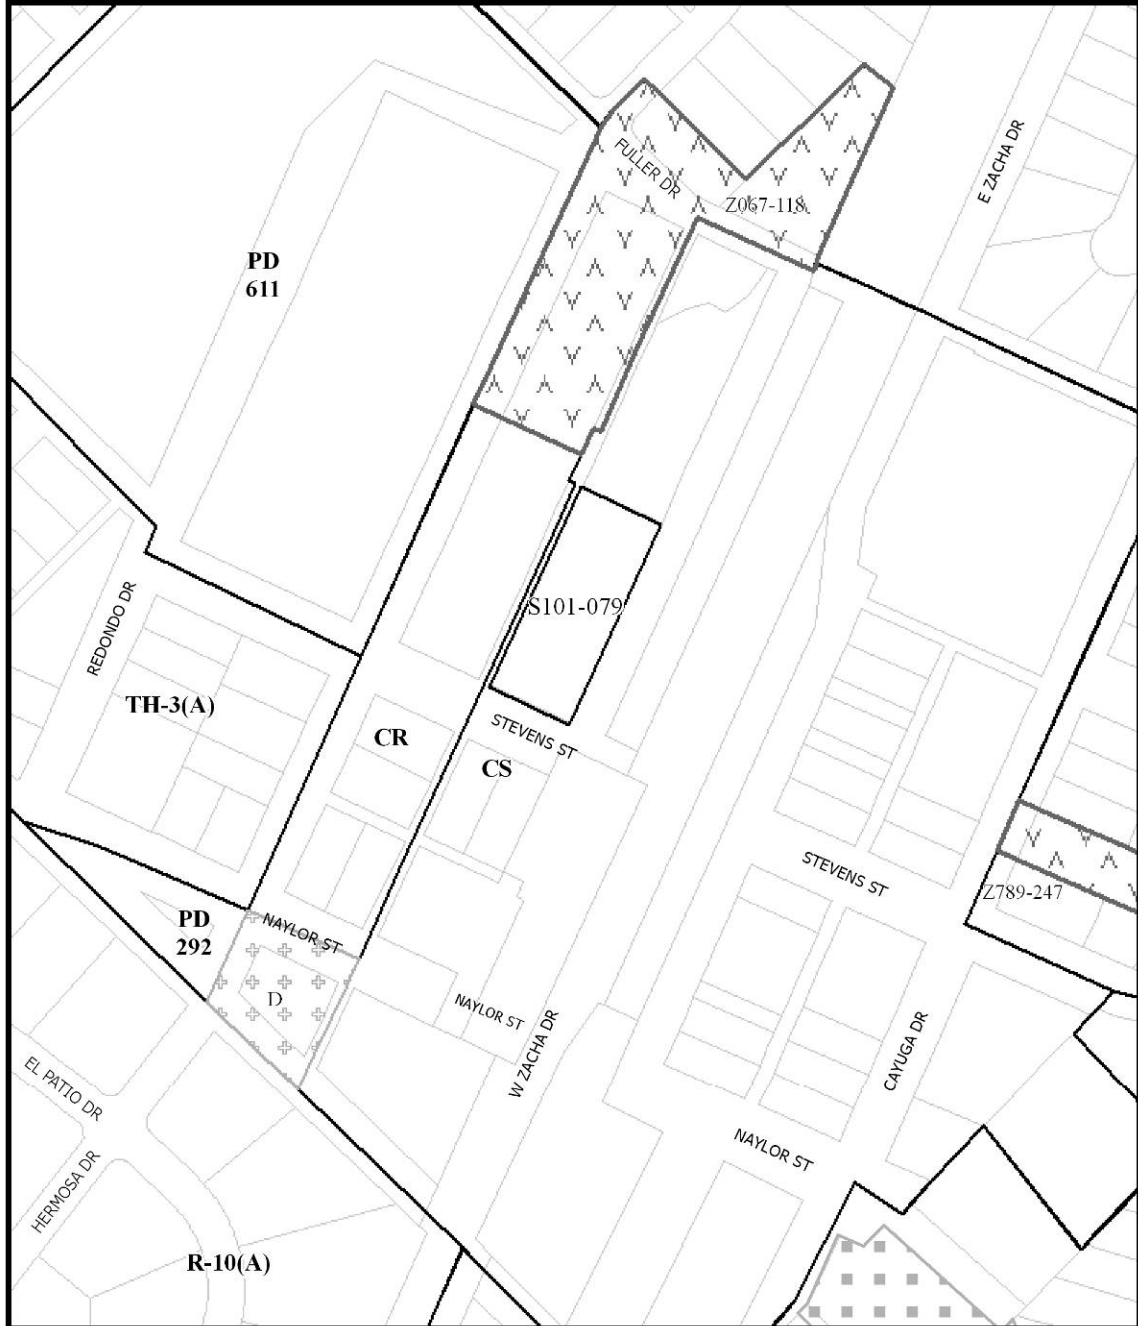 FULLER DR
E ZACHA DR
Z067-118
PD
611
S101-079
REDONDO DR
TH-3(A)
CR
STEVENS ST
CS
STEVENS ST
Z789-247
PD
292
NAYLOR ST
D
NAYLOR ST
W ZACHA DR
CAYUGA DR
EL PATIO DR
NAYLOR ST
HERMOSA DR
R-10(A)